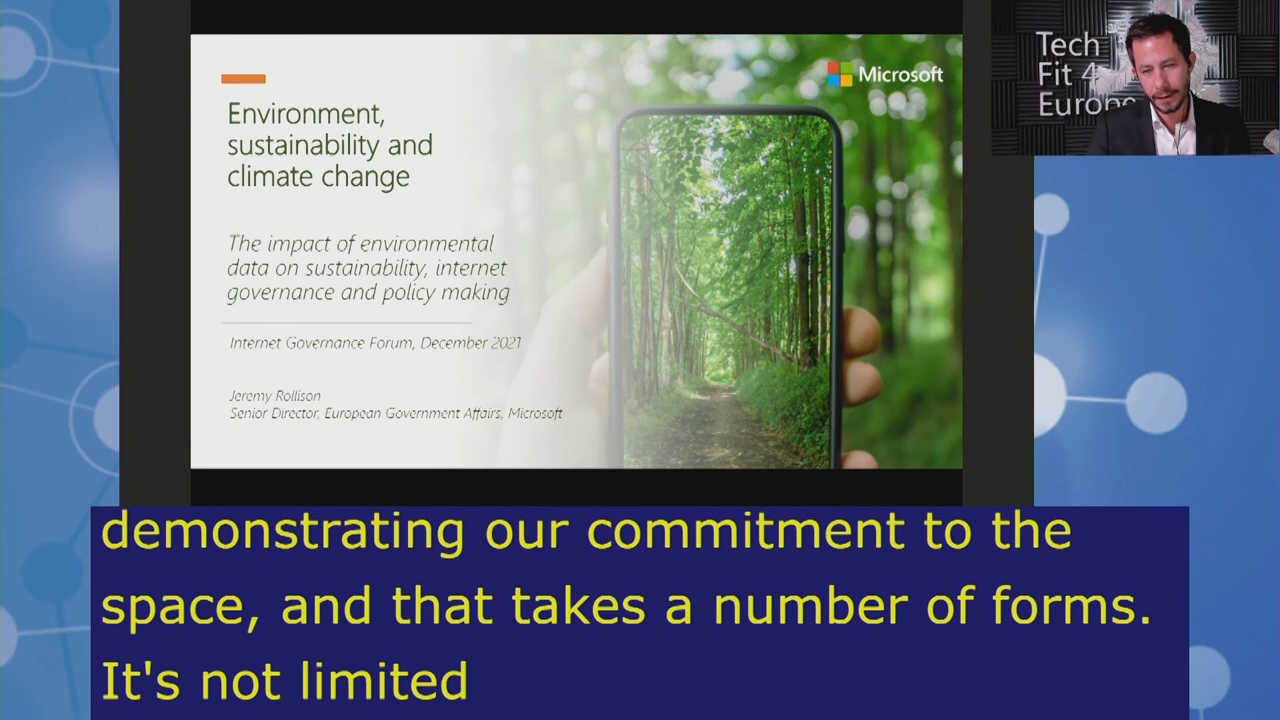 Environment,
sustainability and
climate change
The impact of environmental
data on sustainability, internet
governance and policy making
Internet Governance Forum, December 2021
Jeremy Rollison
Senior Director, European Government Affairs, Microsoft
Microsoft
Tech
Fit 4
Europe
demonstrating our commitment to the
space, and that takes a number of forms.
It's not limited